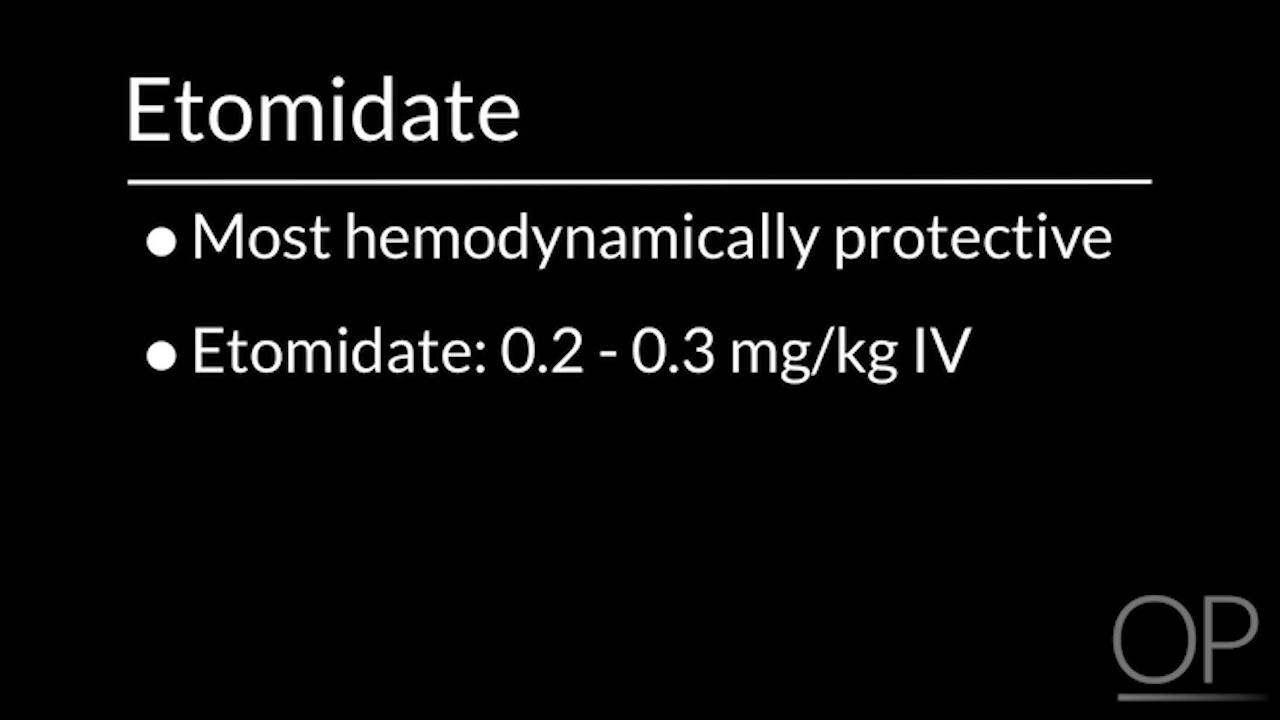 Etomidate
● Most hemodynamically protective
● Etomidate: 0.2 - 0.3 mg/kg IV
OP